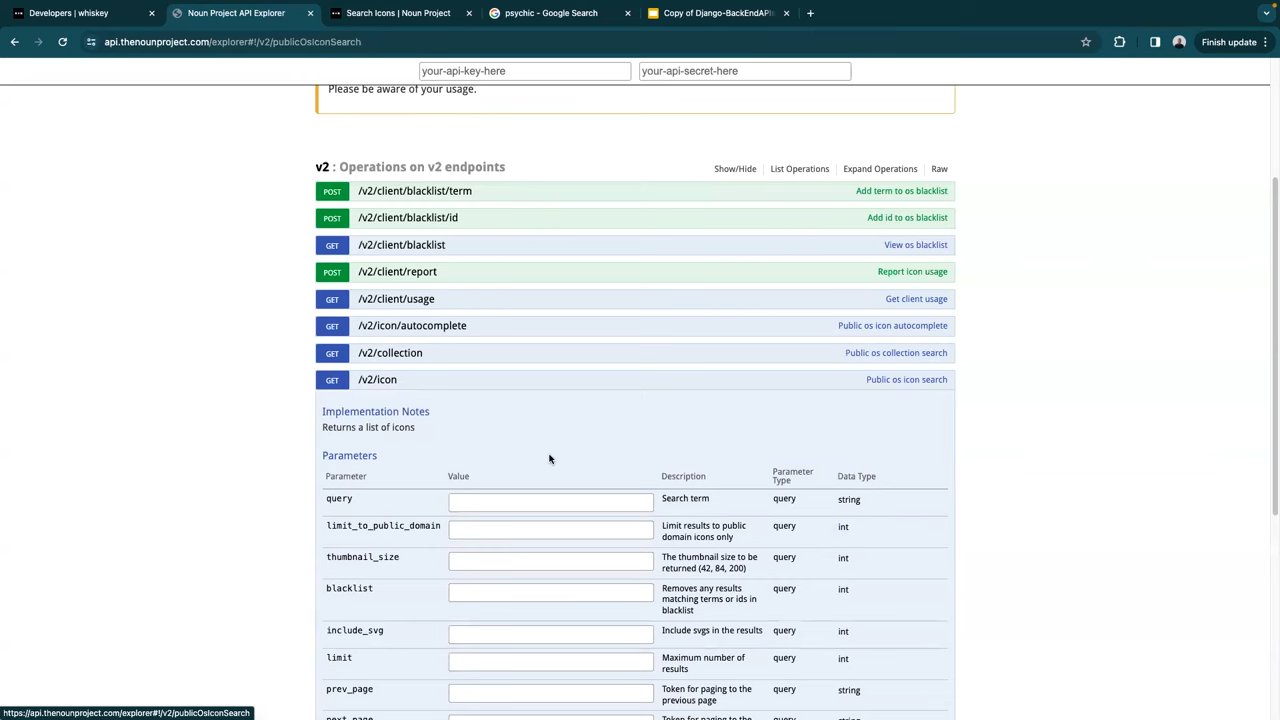 Developers | whiskey
Noun Project API Explorer
Search Icons | Noun Project
psychic - Google Search
Copy of Django-BackEndAPIs
api.thenounproject.com/explorer#!/v2/publicOsIconSearch
Finish update
your-api-key-here
your-api-secret-here
Please be aware of your usage.
v2 : Operations on v2 endpoints
Show/Hide
List Operations
Expand Operations
Raw
POST /v2/client/blacklist/term Add term to os blacklist
POST /v2/client/blacklist/id Add id to os blacklist
GET /v2/client/blacklist View os blacklist
POST /v2/client/report Report icon usage
GET /v2/client/usage Get client usage
GET /v2/icon/autocomplete Public os icon autocomplete
GET /v2/collection Public os collection search
GET /v2/icon Public os icon search
Implementation Notes
Returns a list of icons
Parameters
Parameter Value Description Parameter Type Data Type
query Search term query string
limit_to_public_domain Limit results to public domain icons only query int
thumbnail_size The thumbnail size to be returned (42, 84, 200) query int
blacklist Removes any results matching terms or ids in blacklist query int
include_svg Include svgs in the results query int
limit Maximum number of results query int
prev_page Token for paging to the previous page query string
next_page Token for paging to the query string
https://api.thenounproject.com/explorer#!/v2/publicOsIconSearch